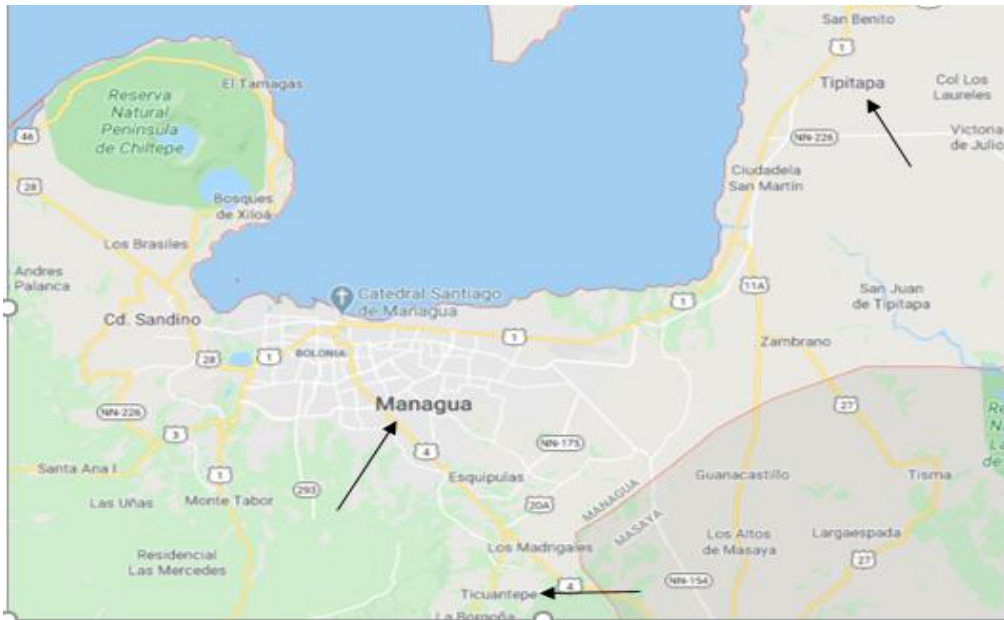 San Benito
1
Tipitapa
Col Los
Laureles
El Tamagás
Reserva
Natural
Península
de Chiltepe
46
NN-226
Victoria
de Julio
Ciudadela
San Martín
28
Bosques
de Xiloá
Los Brasiles
Andres
Palanca
Catedral Santiago
de Managua
11A
San Juan
de Tipitapa
1
Cd. Sandino
1
Zambrano
BOLONIA
28
1
Managua
NN-226
27
3
4
NN-175
Santa Ana I
1
293
Esquipulas
Guanacastillo
Tisma
Las Uñas
Monte Tabor
20A
MANAGUA
MASAYA
Los Altos
de Masaya
Largaespada
27
Residencial
Las Mercedes
Los Madrigales
4
NN-154
Ticuantepe
La Borgoña